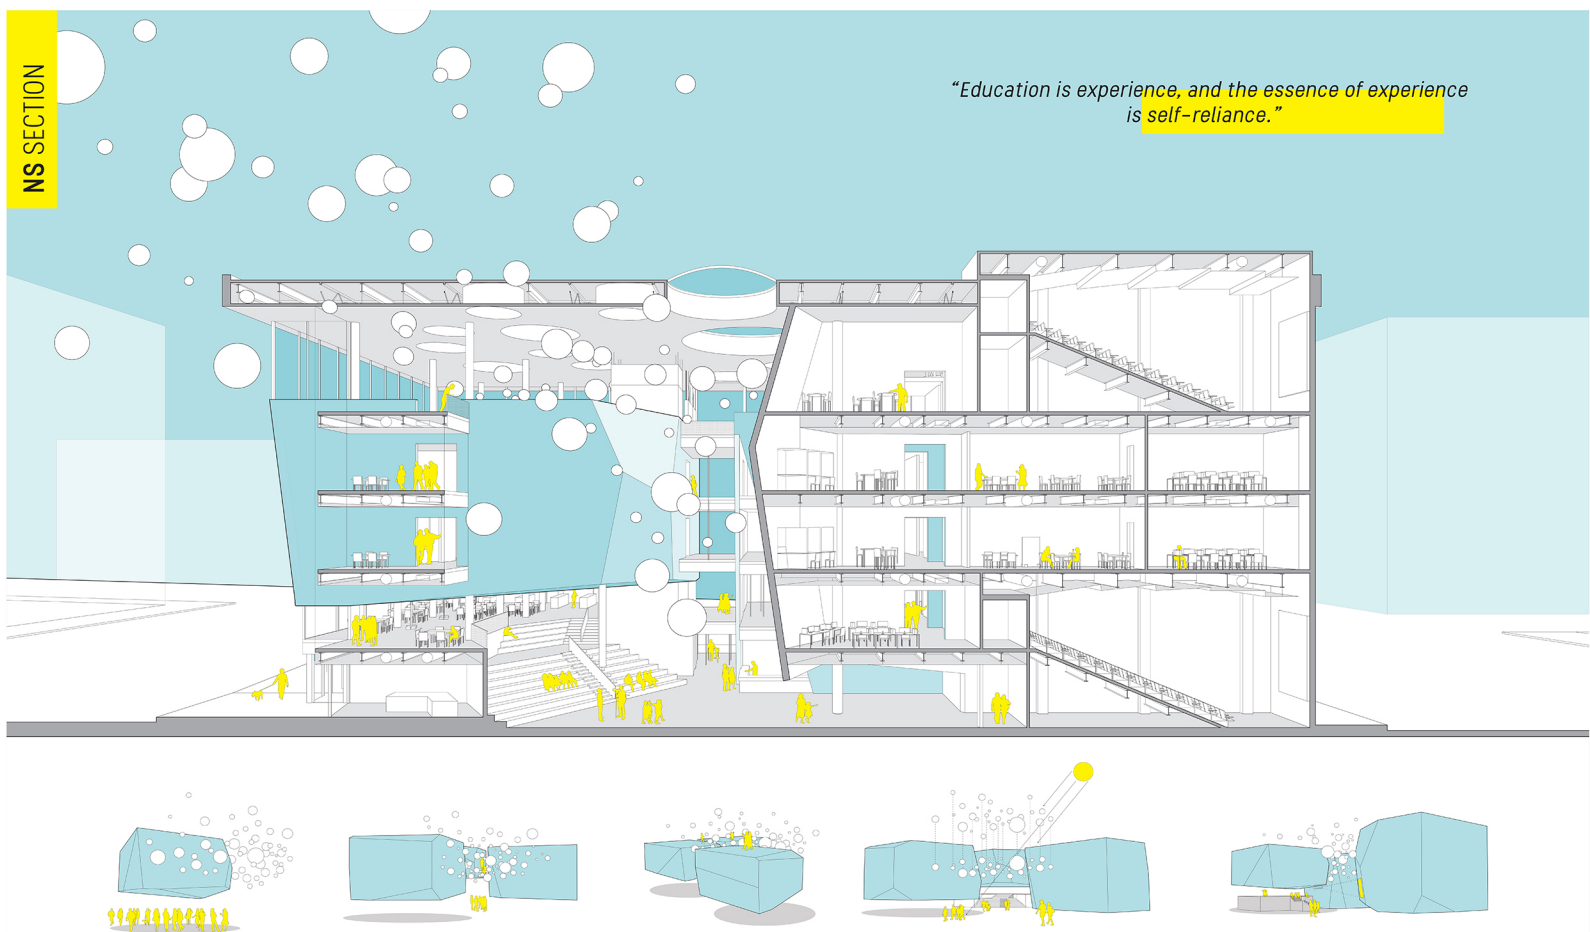 NS SECTION
“Education is experience, and the essence of experience
is self-reliance.”